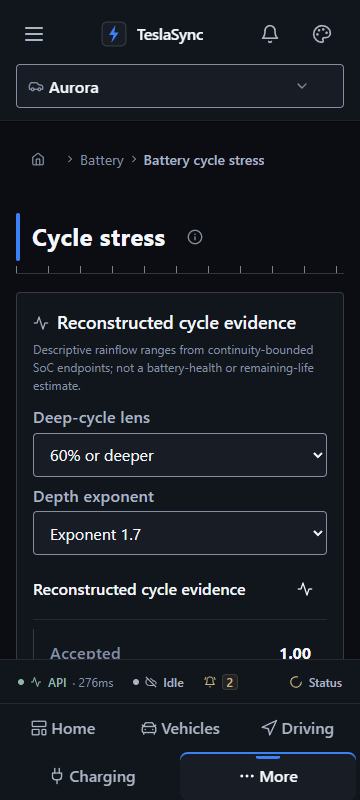 TeslaSync
Aurora
Battery
Battery cycle stress
Cycle stress
Reconstructed cycle evidence
Descriptive rainflow ranges from continuity-bounded
SoC endpoints; not a battery-health or remaining-life
estimate.
Deep-cycle lens
60% or deeper
Depth exponent
Exponent 1.7
Reconstructed cycle evidence
Accepted 1.00
API · 276ms Idle 2 Status
Home Vehicles Driving
Charging More